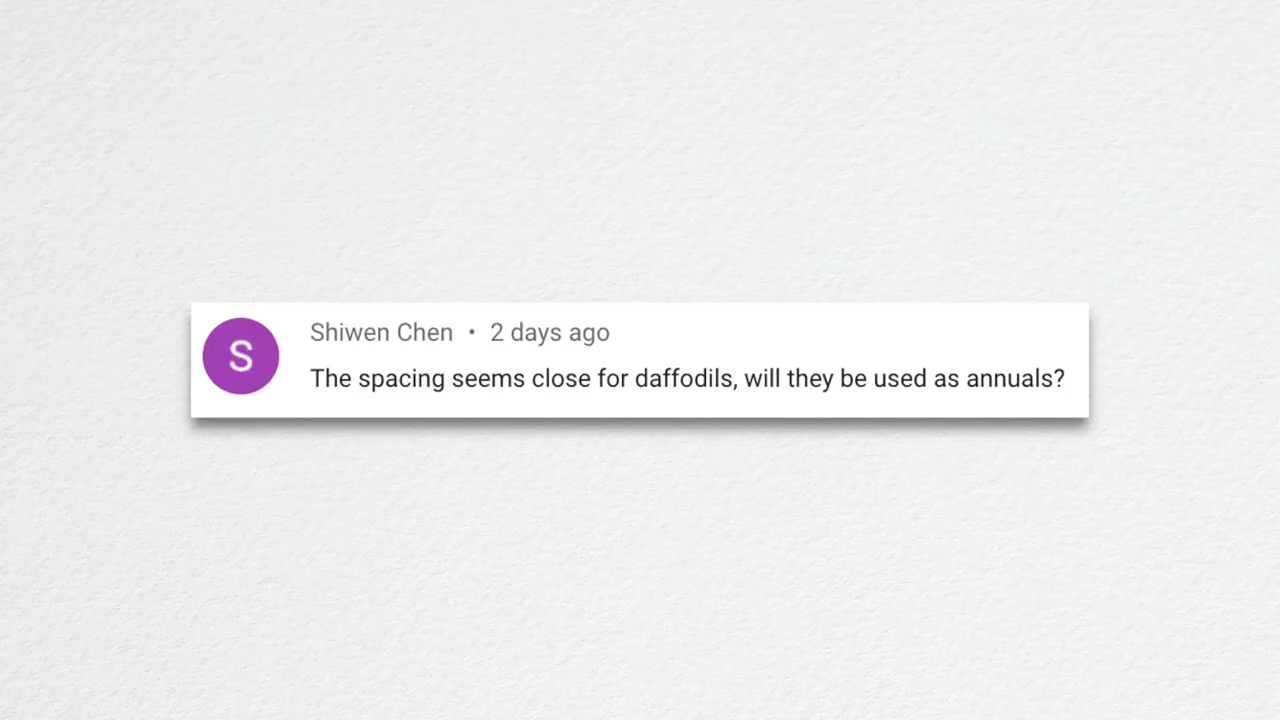 S
Shiwen Chen • 2 days ago
The spacing seems close for daffodils, will they be used as annuals?